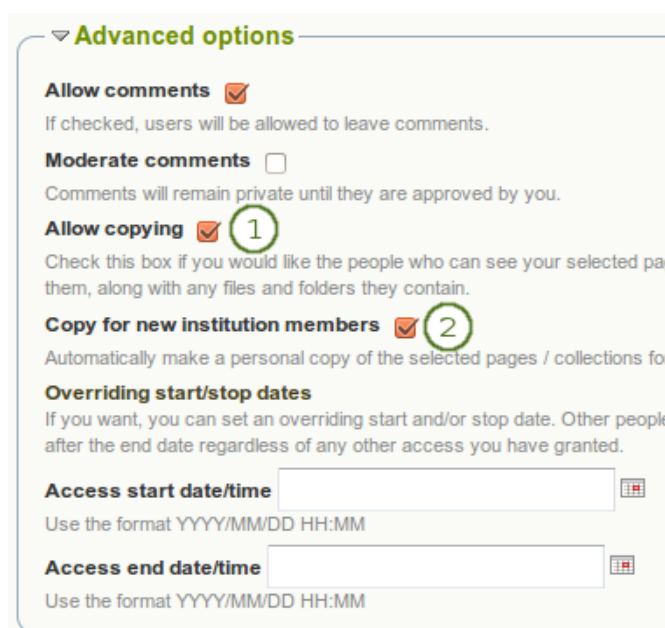 Advanced options
Allow comments
If checked, users will be allowed to leave comments.
Moderate comments
Comments will remain private until they are approved by you.
Allow copying 1
Check this box if you would like the people who can see your selected
them, along with any files and folders they contain.
Copy for new institution members 2
Automatically make a personal copy of the selected pages / collections
Overriding start/stop dates
If you want, you can set an overriding start and/or stop date. Other
after the end date regardless of any other access you have granted.
Access start date/time
Use the format YYYY/MM/DD HH:MM
Access end date/time
Use the format YYYY/MM/DD HH:MM